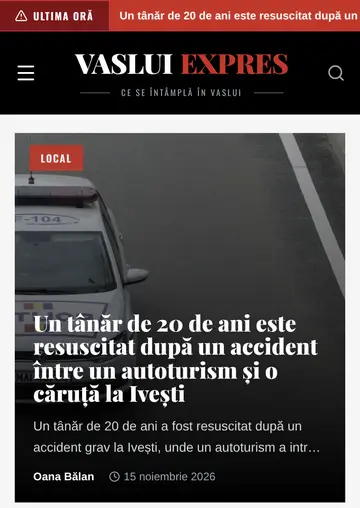 ULTIMA ORĂ
Un tânăr de 20 de ani este resuscitat după un
VASLUI EXPRES
CE SE ÎNTÂMPLĂ ÎN VASLUI
LOCAL
F-104
Un tânăr de 20 de ani este
resuscitat după un accident
între un autoturism și o
căruță la Ivești
Un tânăr de 20 de ani a fost resuscitat după un
accident grav la Ivești, unde un autoturism a intr…
Oana Bălan
15 noiembrie 2026